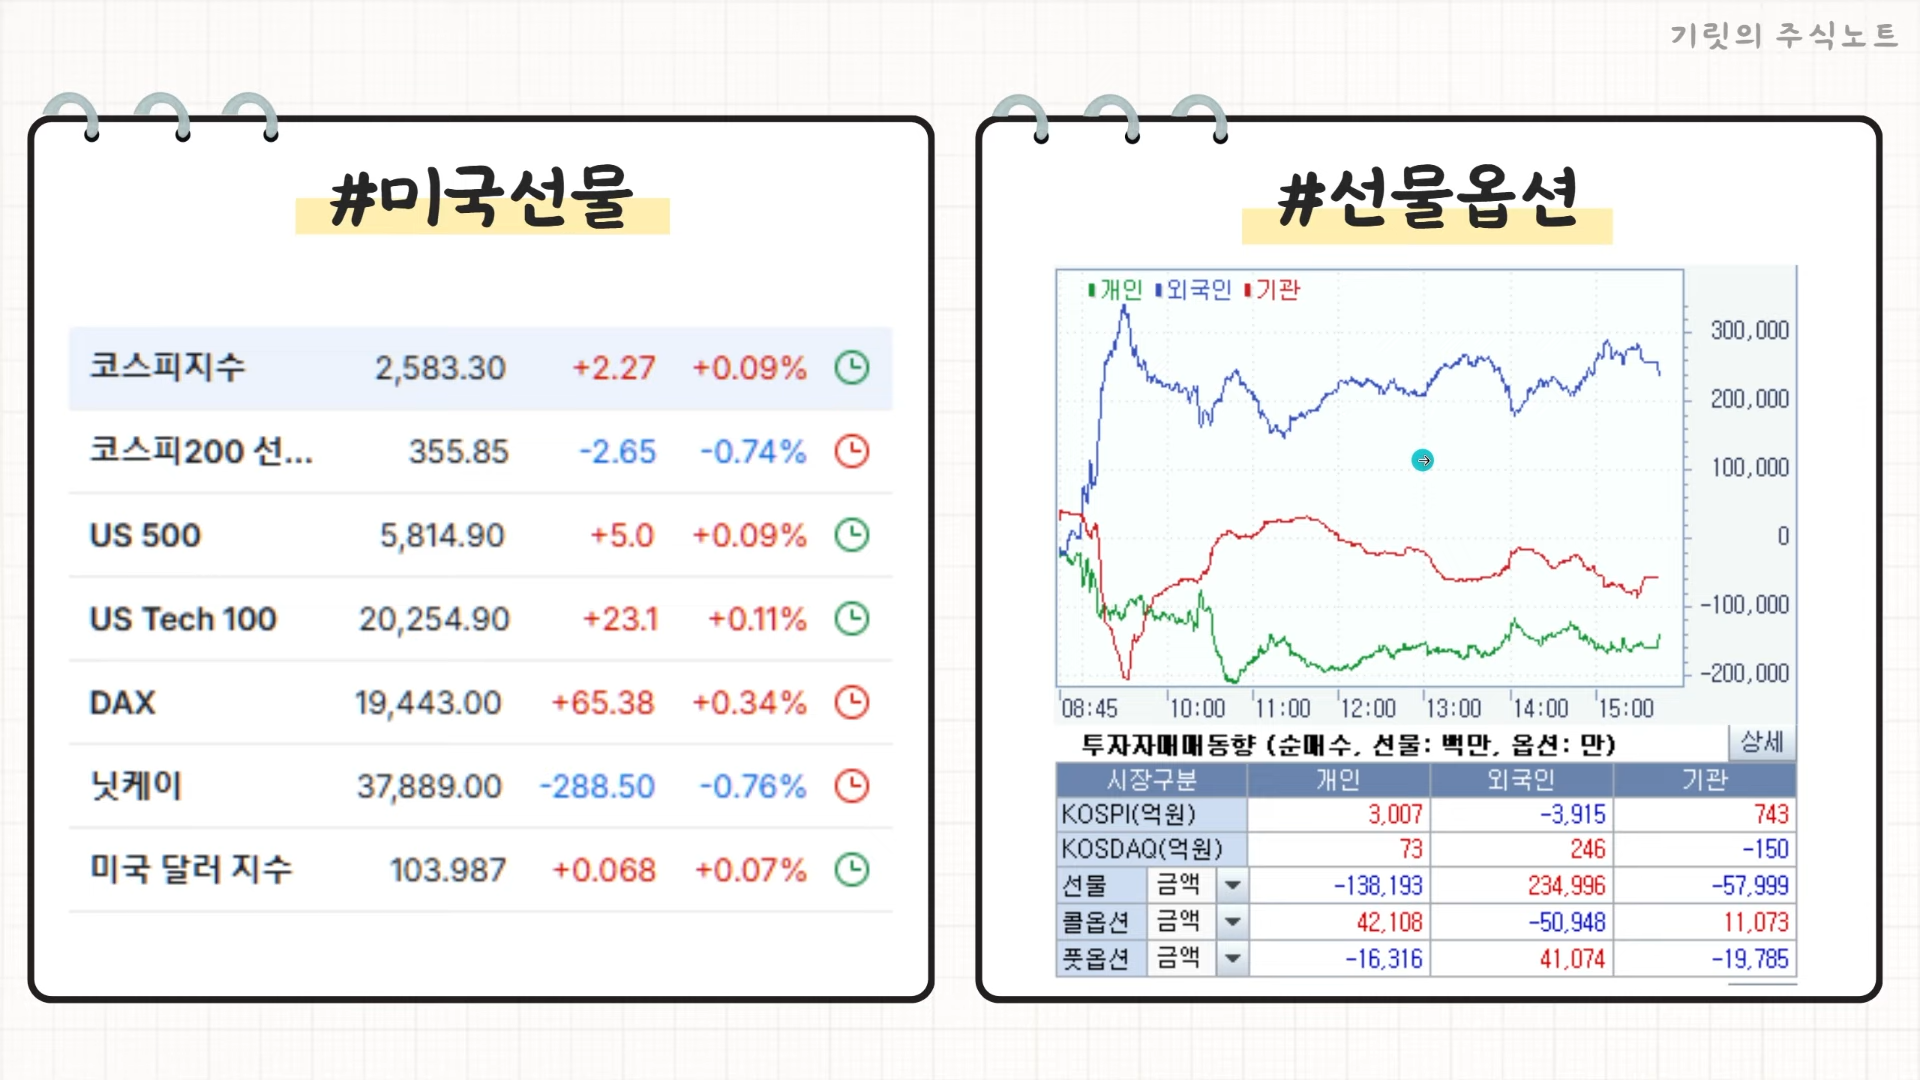 기릿의 주식노트
#미국선물
코스피지수 2,583.30 +2.27 +0.09%
코스피200 선... 355.85 -2.65 -0.74%
US 500 5,814.90 +5.0 +0.09%
US Tech 100 20,254.90 +23.1 +0.11%
DAX 19,443.00 +65.38 +0.34%
닛케이 37,889.00 -288.50 -0.76%
미국 달러 지수 103.987 +0.068 +0.07%
#선물옵션
개인 외국인 기관
300,000
200,000
100,000
0
-100,000
-200,000
08:45 10:00 11:00 12:00 13:00 14:00 15:00
투자자매매동향 (순매수, 선물: 백만, 옵션: 만) 상세
시장구분 개인 외국인 기관
KOSPI(억원) 3,007 -3,915 743
KOSDAQ(억원) 73 246 -150
선물 금액 -138,193 234,996 -57,999
콜옵션 금액 42,108 -50,948 11,073
풋옵션 금액 -16,316 41,074 -19,785